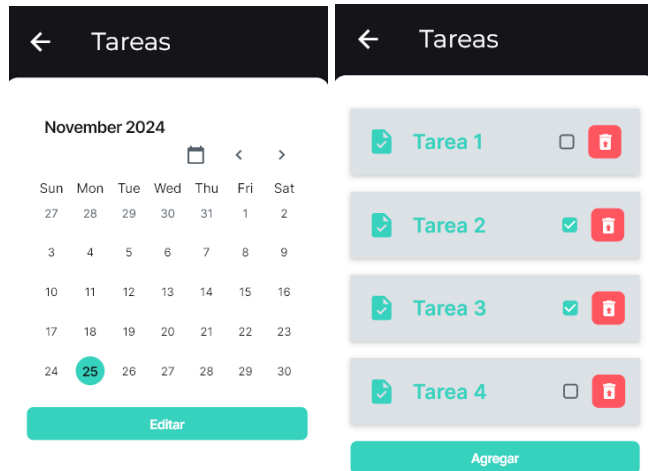 Tareas
November 2024
Sun Mon Tue Wed Thu Fri Sat
27 28 29 30 31 1 2
3 4 5 6 7 8 9
10 11 12 13 14 15 16
17 18 19 20 21 22 23
24 25 26 27 28 29 30
Editar
Tareas
Tarea 1
Tarea 2
Tarea 3
Tarea 4
Agregar